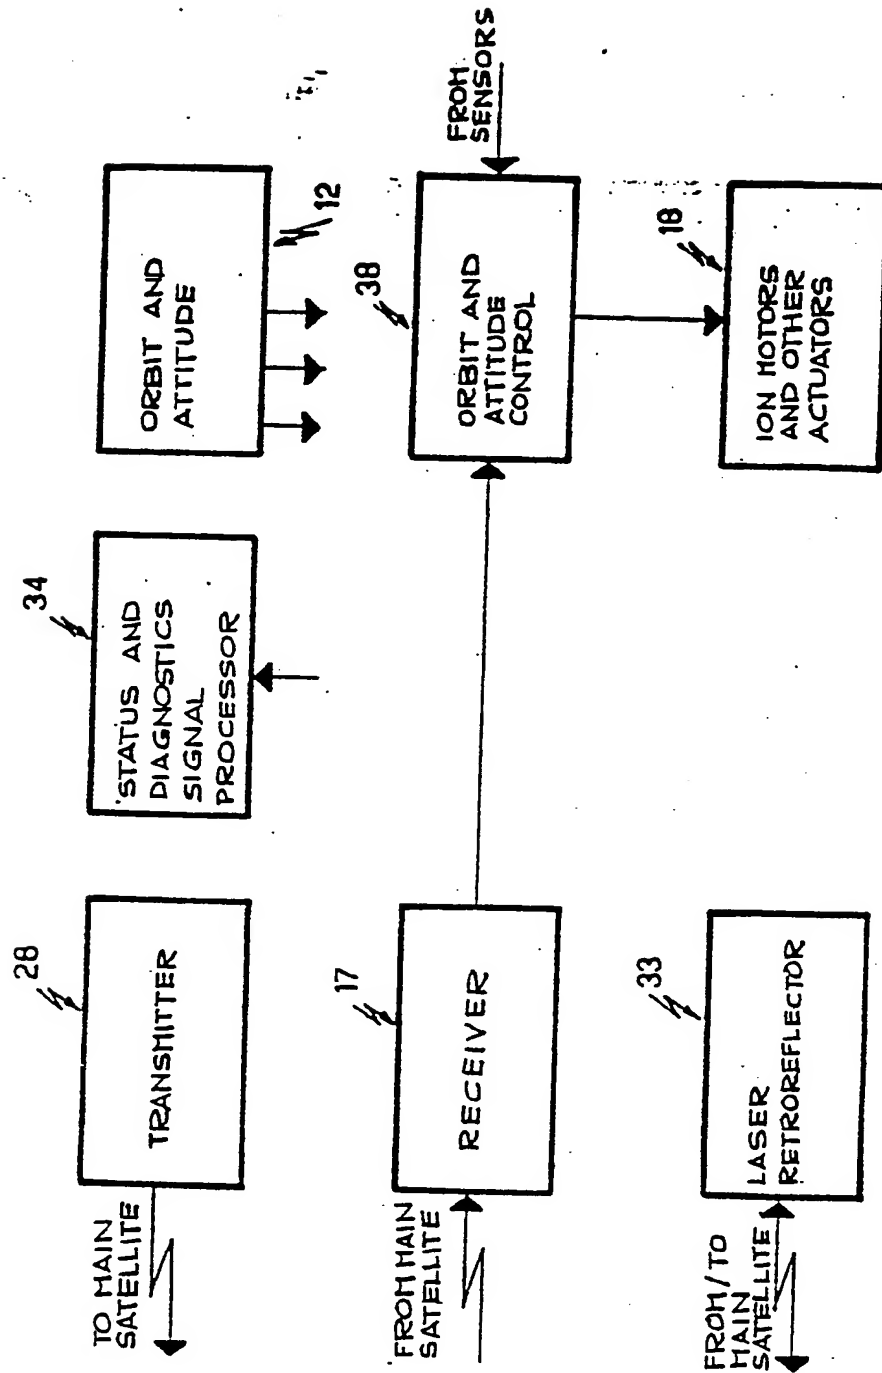 28
TRANSMITTER
TO MAIN
SATELLITE
34
STATUS AND
DIAGNOSTICS
SIGNAL
PROCESSOR
ORBIT AND
ATTITUDE
12
17
RECEIVER
FROM MAIN
SATELLITE
38
ORBIT AND
ATTITUDE
CONTROL
FROM
SENSORS
33
LASER
RETROREFLECTOR
FROM/TO
MAIN
SATELLITE
18
ION MOTORS
AND OTHER
ACTUATORS